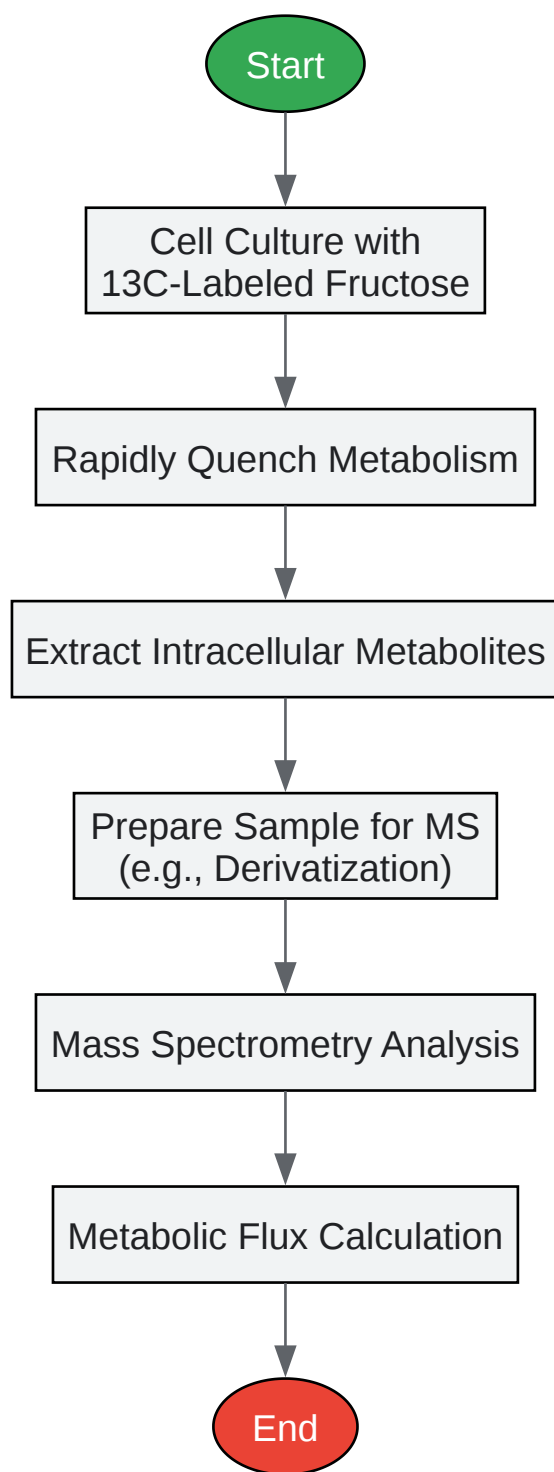 Start
Cell Culture with
13C-Labeled Fructose
Rapidly Quench Metabolism
Extract Intracellular Metabolites
Prepare Sample for MS
(e.g., Derivatization)
Mass Spectrometry Analysis
Metabolic Flux Calculation
End